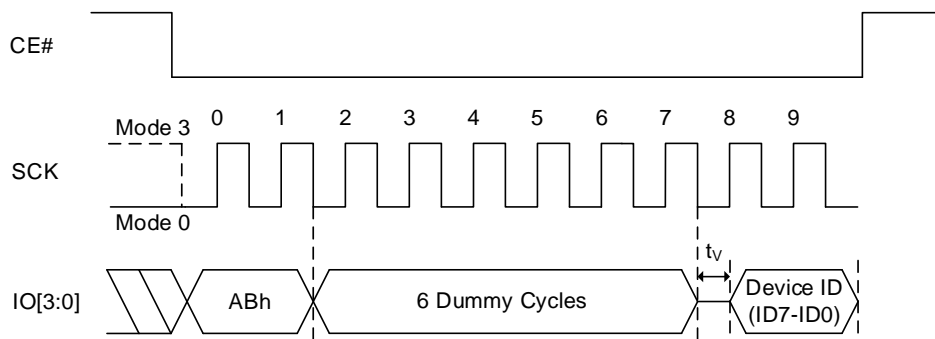 CE#
0 1 2 3 4 5 6 7 8 9
Mode 3
SCK
Mode 0
tV
IO[3:0]
ABh
6 Dummy Cycles
Device ID
(ID7-ID0)